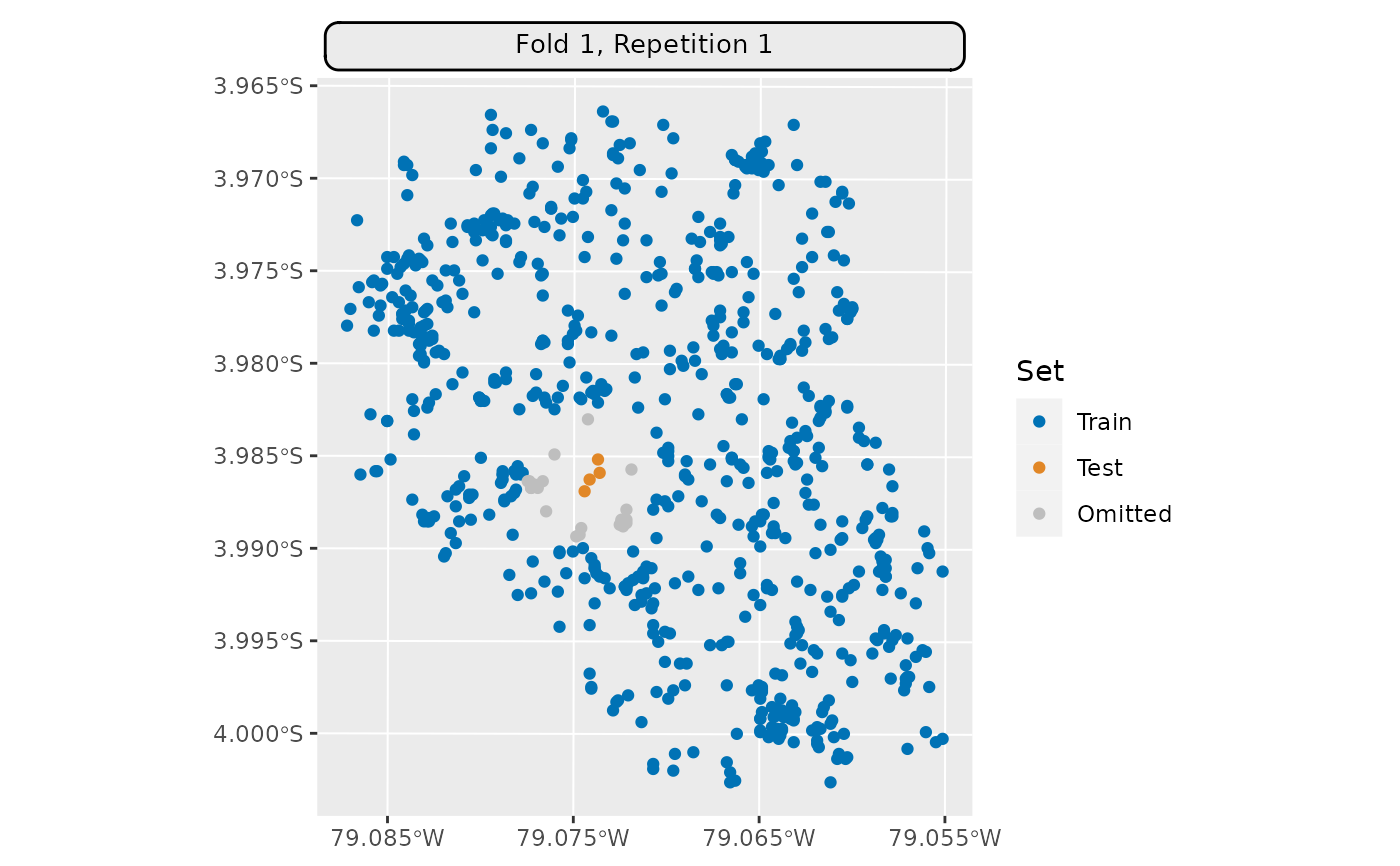 Fold 1, Repetition 1
3.965°S
3.970°S
3.975°S
3.980°S
3.985°S
3.990°S
3.995°S
4.000°S
79.085°W 79.075°W 79.065°W 79.055°W
Set
Train
Test
Omitted